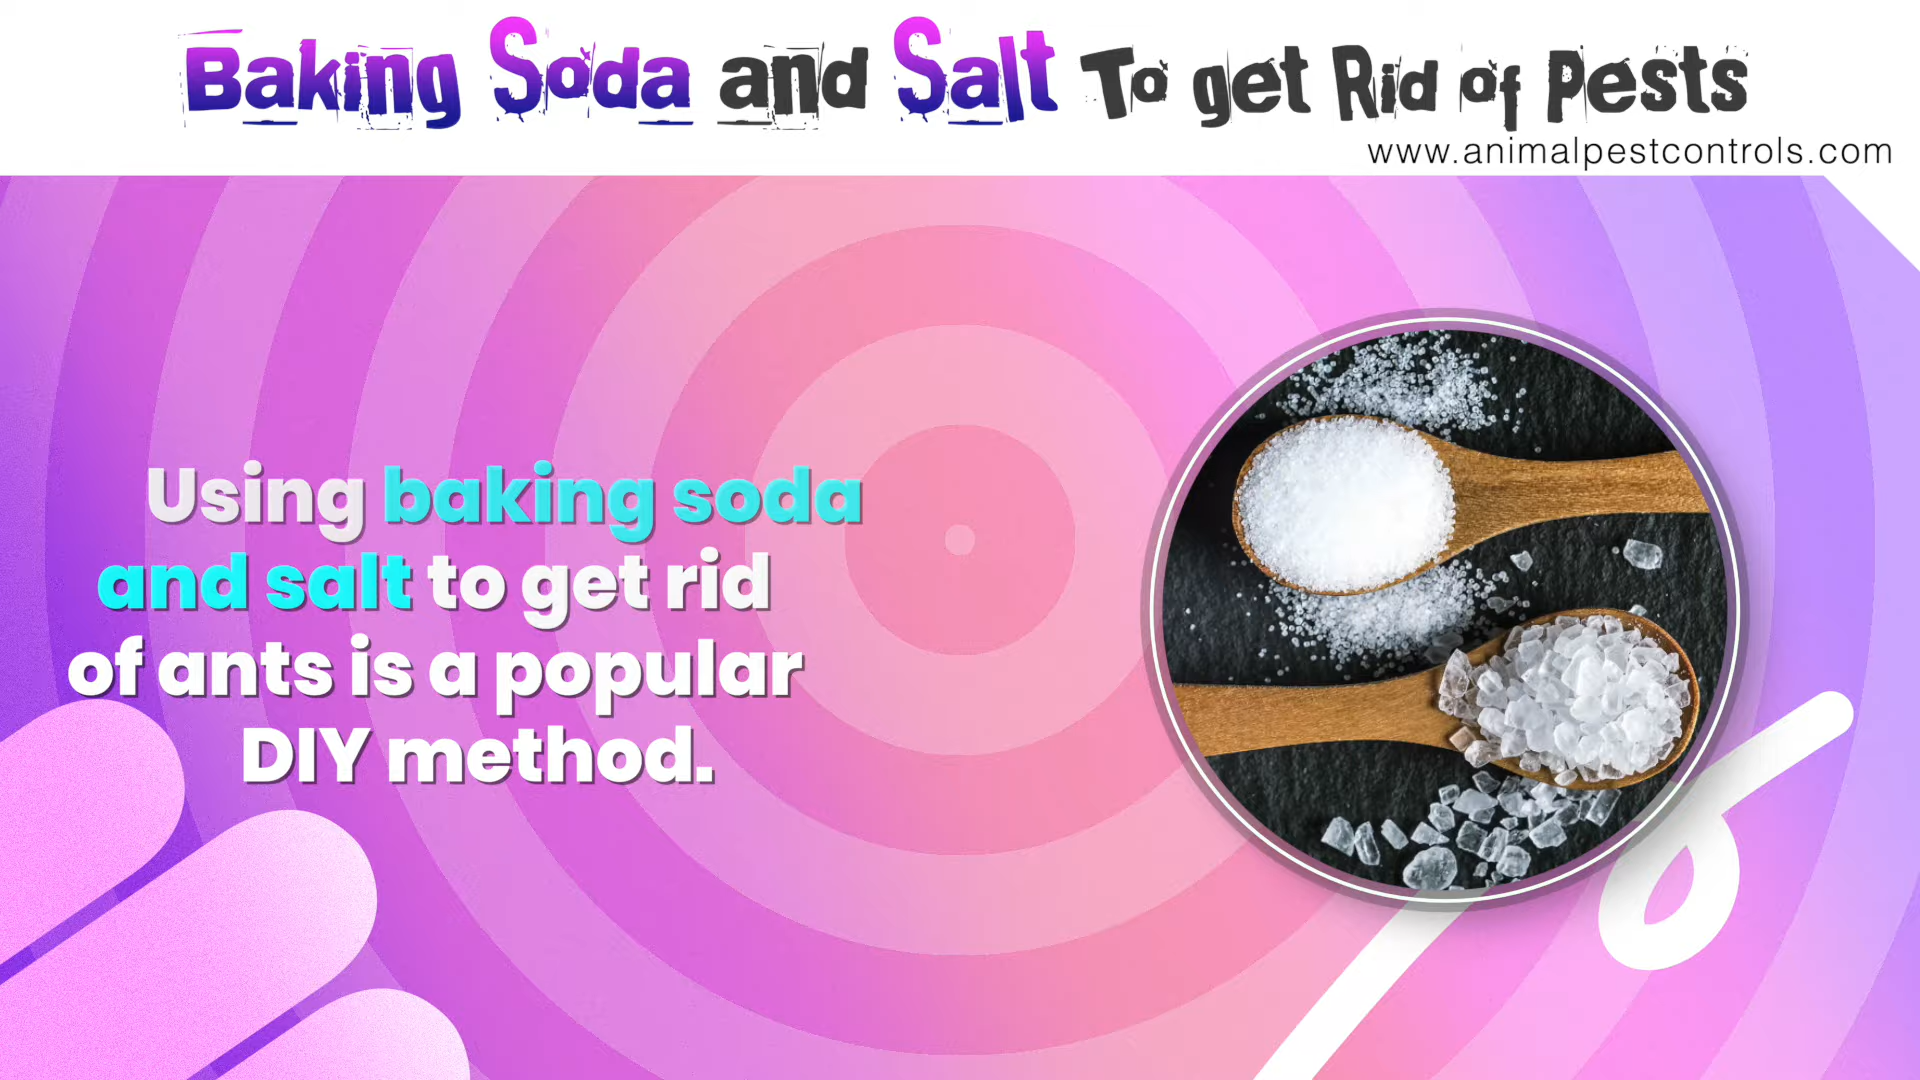 Baking Soda and Salt To get Rid of Pests
www.animalpestcontrols.com
Using baking soda
and salt to get rid
of ants is a popular
DIY method.